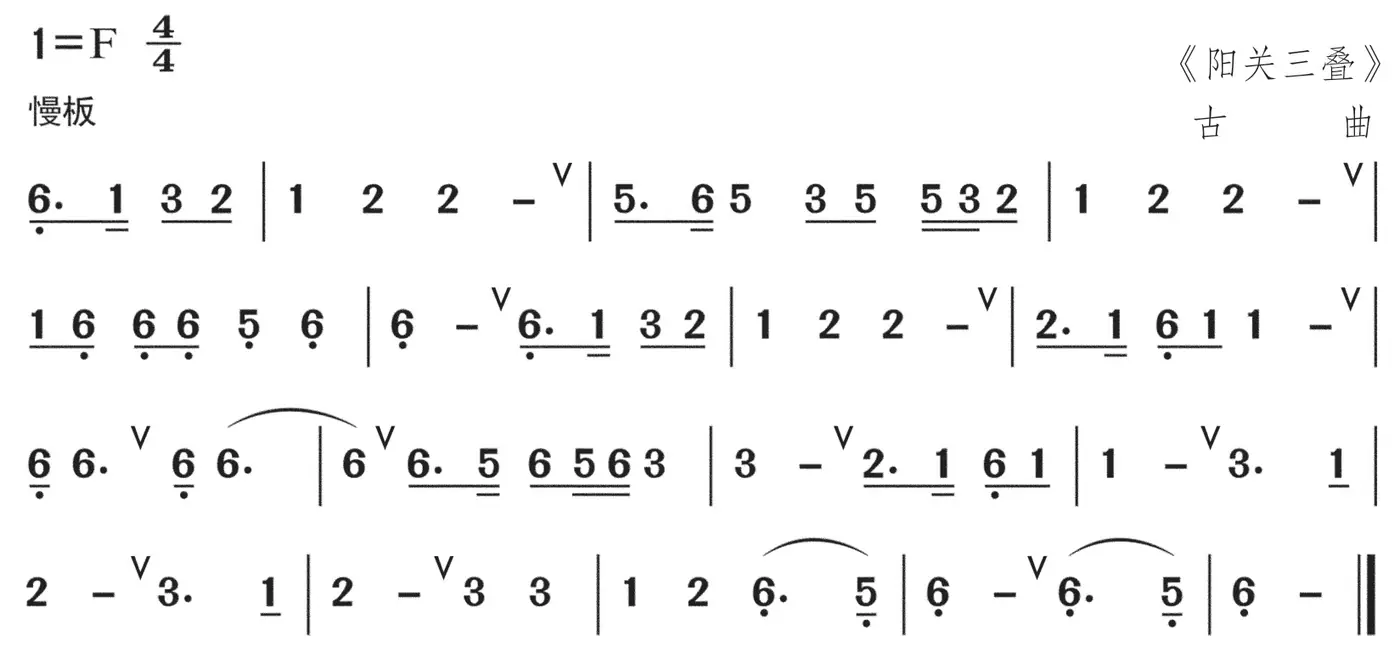 1=F 4/4
《阳关三叠》
慢板
古 曲
6̣. 1 3 2 | 1 2 2 – ∨ | 5. 6 5 3 5 5 3 2 | 1 2 2 – ∨ |
1 6̣ 6̣ 6̣ 5̣ 6̣ | 6̣ – ∨ 6̣. 1 3 2 | 1 2 2 – ∨ | 2. 1 6̣ 1 1 – ∨ |
6̣ 6. ∨ 6̣ 6. | 6 ∨ 6. 5 6 5 6 3 | 3 – ∨ 2. 1 6̣ 1 | 1 – ∨ 3. 1 |
2 – ∨ 3. 1 | 2 – ∨ 3 3 | 1 2 6̣. 5̣ | 6̣ – ∨ 6̣. 5̣ | 6̣ – ‖